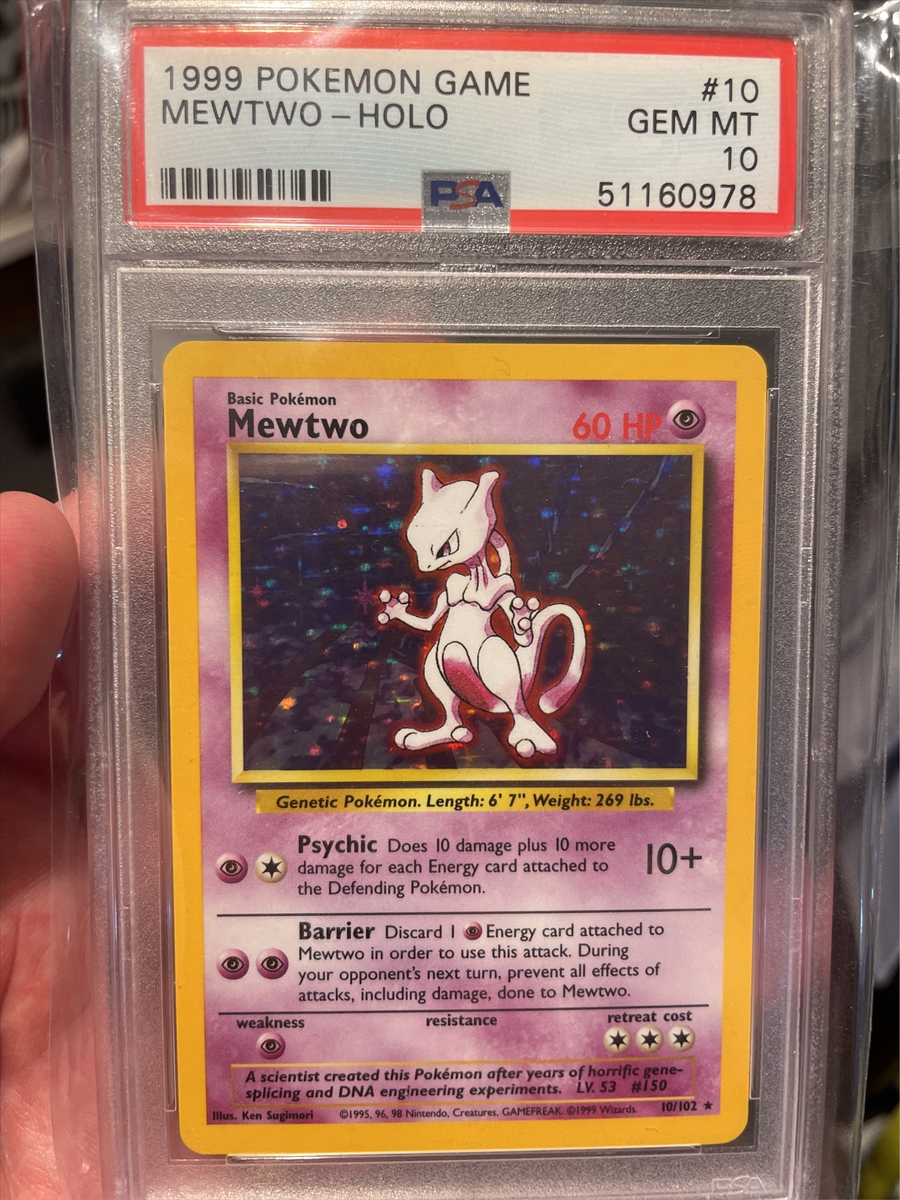 1999 POKEMON GAME #10
MEWTWO – HOLO GEM MT
10
PSA 51160978
Basic Pokémon
Mewtwo 60 HP
Genetic Pokémon. Length: 6' 7", Weight: 269 lbs.
Psychic Does 10 damage plus 10 more
damage for each Energy card attached to
the Defending Pokémon.
10+
Barrier Discard 1 Energy card attached to
Mewtwo in order to use this attack. During
your opponent's next turn, prevent all effects of
attacks, including damage, done to Mewtwo.
weakness resistance retreat cost
A scientist created this Pokémon after years of horrific gene-
splicing and DNA engineering experiments. LV. 53 #150
Illus. Ken Sugimori ©1995, 96, 98 Nintendo, Creatures, GAMEFREAK. ©1999 Wizards. 10/102 ★
PSA